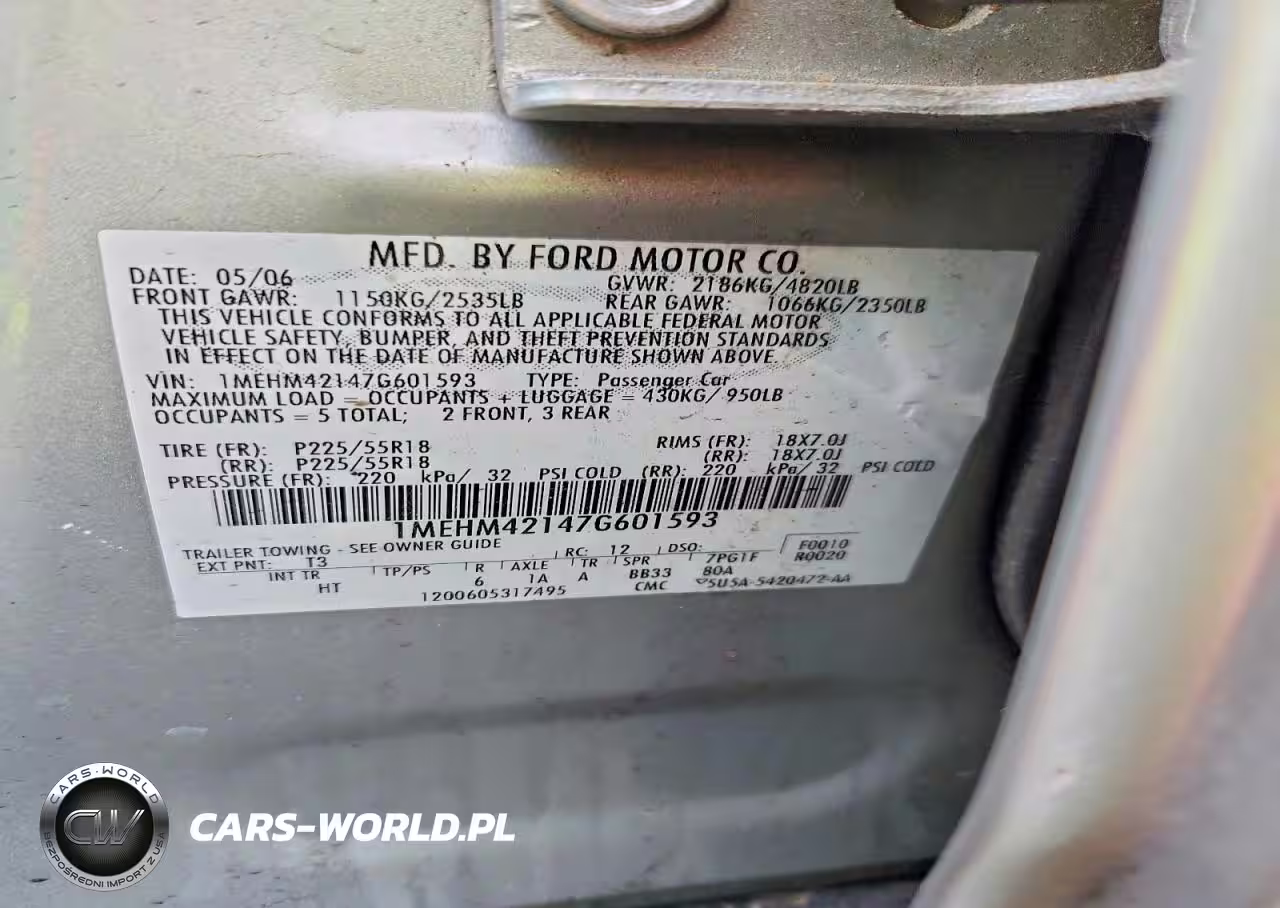 MFD. BY FORD MOTOR CO.
DATE: 05/06 GVWR: 2186KG/4820LB
FRONT GAWR: 1150KG/2535LB REAR GAWR: 1066KG/2350LB
THIS VEHICLE CONFORMS TO ALL APPLICABLE FEDERAL MOTOR
VEHICLE SAFETY, BUMPER, AND THEFT PREVENTION STANDARDS
IN EFFECT ON THE DATE OF MANUFACTURE SHOWN ABOVE.
VIN: 1MEHM42147G601593 TYPE: Passenger Car
MAXIMUM LOAD = OCCUPANTS + LUGGAGE = 430KG/ 950LB
OCCUPANTS = 5 TOTAL; 2 FRONT, 3 REAR
TIRE (FR): P225/55R18 RIMS (FR): 18X7.0J
(RR): P225/55R18 (RR): 18X7.0J
PRESSURE (FR): 220 kPa/ 32 PSI COLD (RR): 220 kPa/ 32 PSI COLD
1MEHM42147G601593
TRAILER TOWING - SEE OWNER GUIDE RC: 12 DSO: F0010
EXT PNT: T3 7PG1F R0020
INT TR TP/PS R AXLE TR SPR
HT 6 1A A BB33 80A
1200605317495 CMC 5U5A-5420472-AA
CARS-WORLD
CW
BEZPOŚREDNI IMPORT Z USA
CARS-WORLD.PL